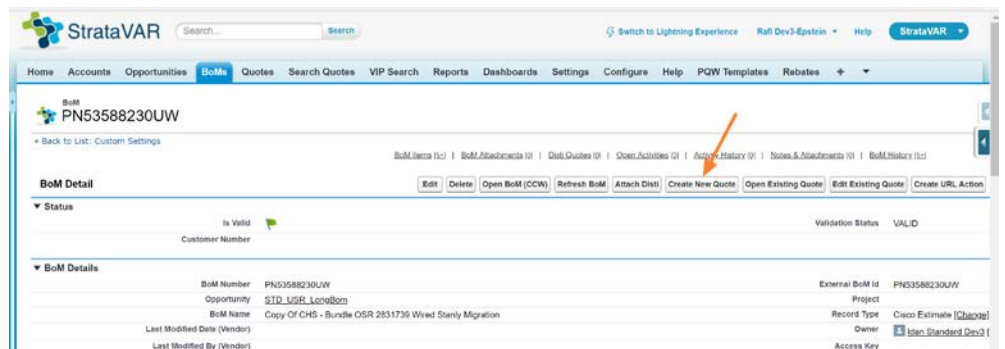 StrataVAR Search... Search Switch to Lightning Experience Rafi Dev3-Epstein Help StrataVAR
Home Accounts Opportunities BoMs Quotes Search Quotes VIP Search Reports Dashboards Settings Configure Help PQW Templates Rebates +
BoM
PN53588230UW
« Back to List: Custom Settings
BoM Items [5+] | BoM Attachments [0] | Disti Quotes [0] | Open Activities [0] | Activity History [0] | Notes & Attachments [0] | BoM History [5+]
BoM Detail Edit Delete Open BoM (CCW) Refresh BoM Attach Disti Create New Quote Open Existing Quote Edit Existing Quote Create URL Action
Status
Is Valid Validation Status VALID
Customer Number
BoM Details
BoM Number PN53588230UW External BoM Id PN53588230UW
Opportunity STD_USR_LongBom Project
BoM Name Copy Of CHS - Bundle OSR 2831739 Wired Stanly Migration Record Type Cisco Estimate [Change]
Last Modified Date (Vendor) Owner Idan Standard Dev3 [
Last Modified By (Vendor) Access Key